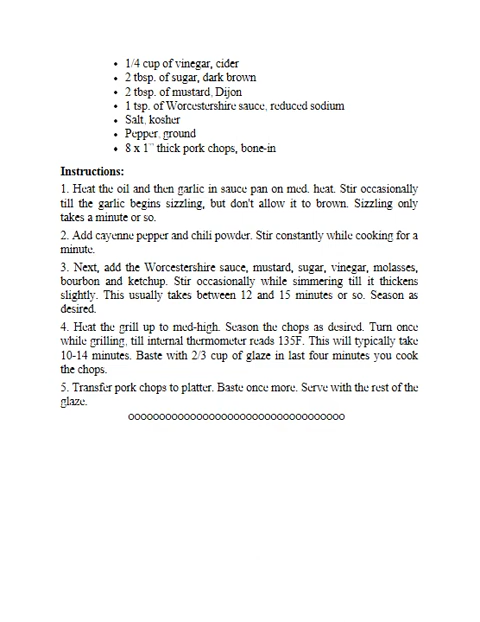 • 1/4 cup of vinegar, cider
• 2 tbsp. of sugar, dark brown
• 2 tbsp. of mustard, Dijon
• 1 tsp. of Worcestershire sauce, reduced sodium
• Salt, kosher
• Pepper, ground
• 8 x 1" thick pork chops, bone-in
Instructions:
1. Heat the oil and then garlic in sauce pan on med. heat. Stir occasionally
till the garlic begins sizzling, but don't allow it to brown. Sizzling only
takes a minute or so.
2. Add cayenne pepper and chili powder. Stir constantly while cooking for a
minute.
3. Next, add the Worcestershire sauce, mustard, sugar, vinegar, molasses,
bourbon and ketchup. Stir occasionally while simmering till it thickens
slightly. This usually takes between 12 and 15 minutes or so. Season as
desired.
4. Heat the grill up to med-high. Season the chops as desired. Turn once
while grilling, till internal thermometer reads 135F. This will typically take
10-14 minutes. Baste with 2/3 cup of glaze in last four minutes you cook
the chops.
5. Transfer pork chops to platter. Baste once more. Serve with the rest of the
glaze.
oooooooooooooooooooooooooooooooooooo